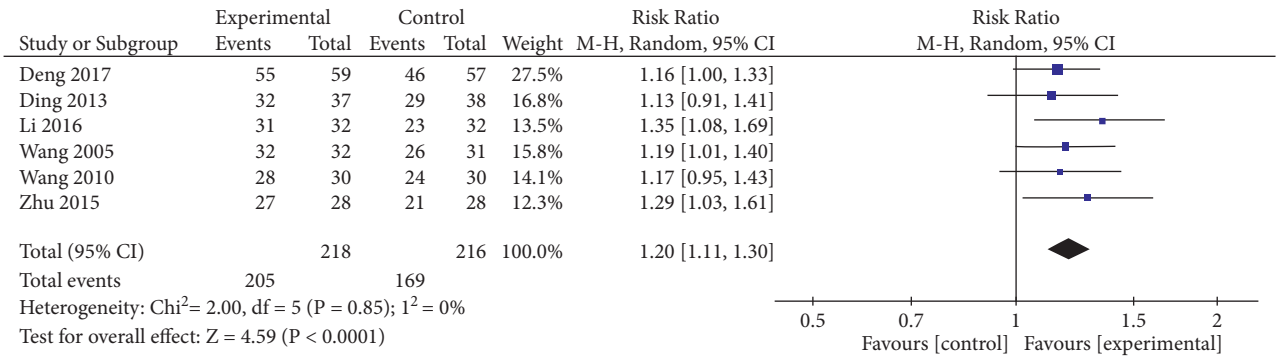 Experimental Control Risk Ratio Risk Ratio
Study or Subgroup Events Total Events Total Weight M-H, Random, 95% CI M-H, Random, 95% CI
Deng 2017 55 59 46 57 27.5% 1.16 [1.00, 1.33]
Ding 2013 32 37 29 38 16.8% 1.13 [0.91, 1.41]
Li 2016 31 32 23 32 13.5% 1.35 [1.08, 1.69]
Wang 2005 32 32 26 31 15.8% 1.19 [1.01, 1.40]
Wang 2010 28 30 24 30 14.1% 1.17 [0.95, 1.43]
Zhu 2015 27 28 21 28 12.3% 1.29 [1.03, 1.61]
Total (95% CI) 218 216 100.0% 1.20 [1.11, 1.30]
Total events 205 169
Heterogeneity: Chi²= 2.00, df = 5 (P = 0.85); 1² = 0%
Test for overall effect: Z = 4.59 (P < 0.0001)
0.5 0.7 1 1.5 2
Favours [control] Favours [experimental]